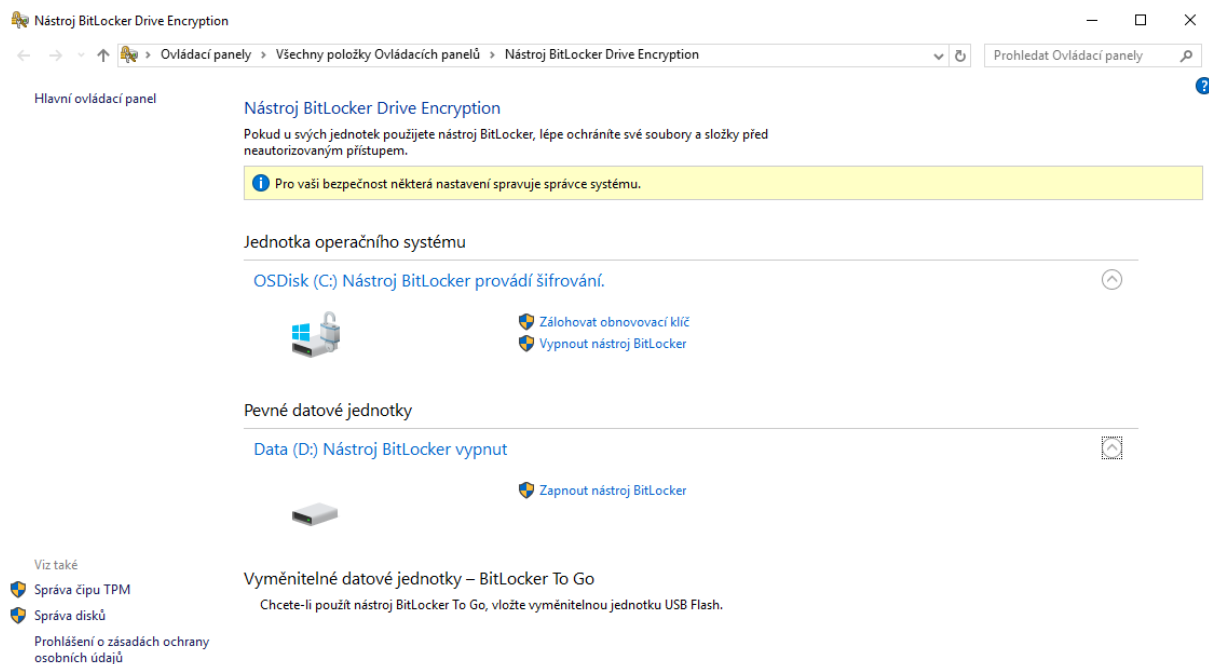 Nástroj BitLocker Drive Encryption
Ovládací panely › Všechny položky Ovládacích panelů › Nástroj BitLocker Drive Encryption
Prohledat Ovládací panely
?
Hlavní ovládací panel
Nástroj BitLocker Drive Encryption
Pokud u svých jednotek použijete nástroj BitLocker, lépe ochráníte své soubory a složky před
neautorizovaným přístupem.
Pro vaši bezpečnost některá nastavení spravuje správce systému.
Jednotka operačního systému
OSDisk (C:) Nástroj BitLocker provádí šifrování.
Zálohovat obnovovací klíč
Vypnout nástroj BitLocker
Pevné datové jednotky
Data (D:) Nástroj BitLocker vypnut
Zapnout nástroj BitLocker
Vyměnitelné datové jednotky – BitLocker To Go
Chcete-li použít nástroj BitLocker To Go, vložte vyměnitelnou jednotku USB Flash.
Viz také
Správa čipu TPM
Správa disků
Prohlášení o zásadách ochrany
osobních údajů